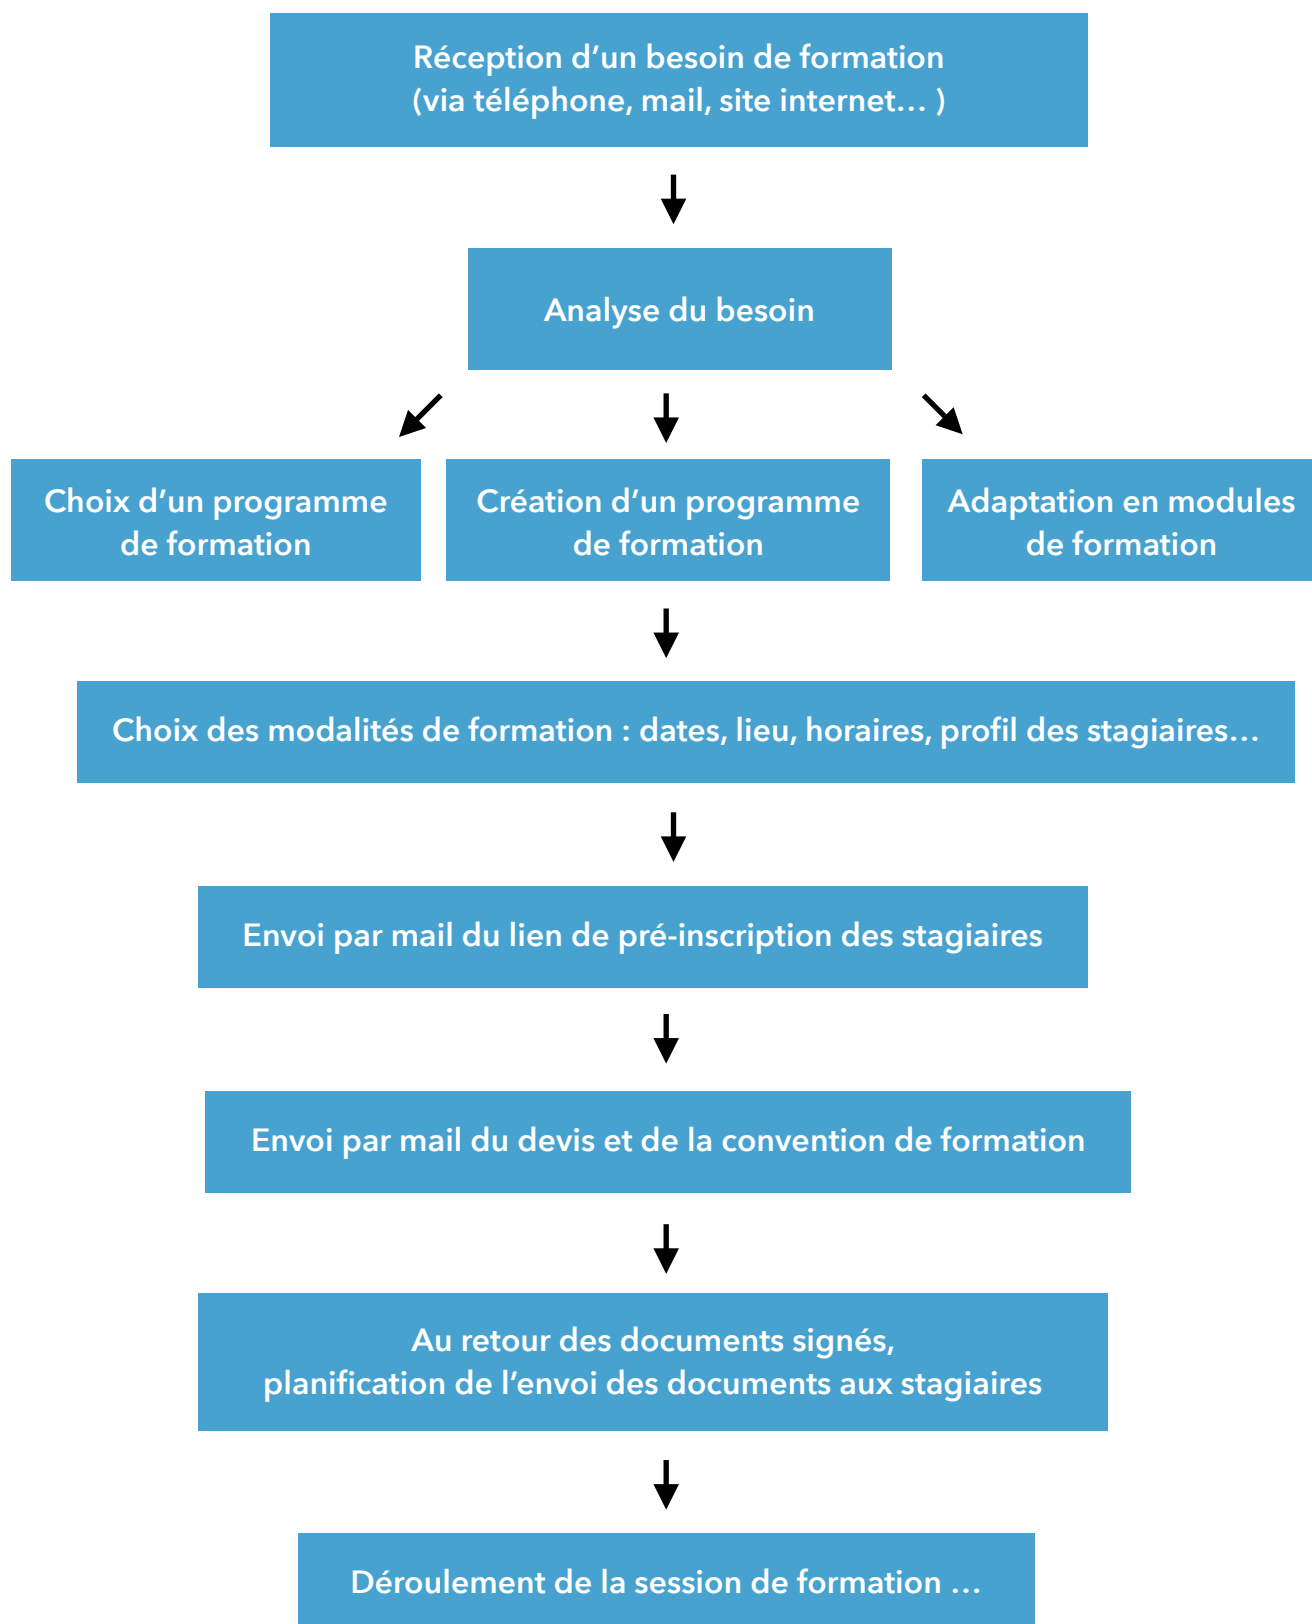 Réception d’un besoin de formation
(via téléphone, mail, site internet… )
Analyse du besoin
Choix d’un programme
de formation
Création d’un programme
de formation
Adaptation en modules
de formation
Choix des modalités de formation : dates, lieu, horaires, profil des stagiaires…
Envoi par mail du lien de pré-inscription des stagiaires
Envoi par mail du devis et de la convention de formation
Au retour des documents signés,
planification de l’envoi des documents aux stagiaires
Déroulement de la session de formation …